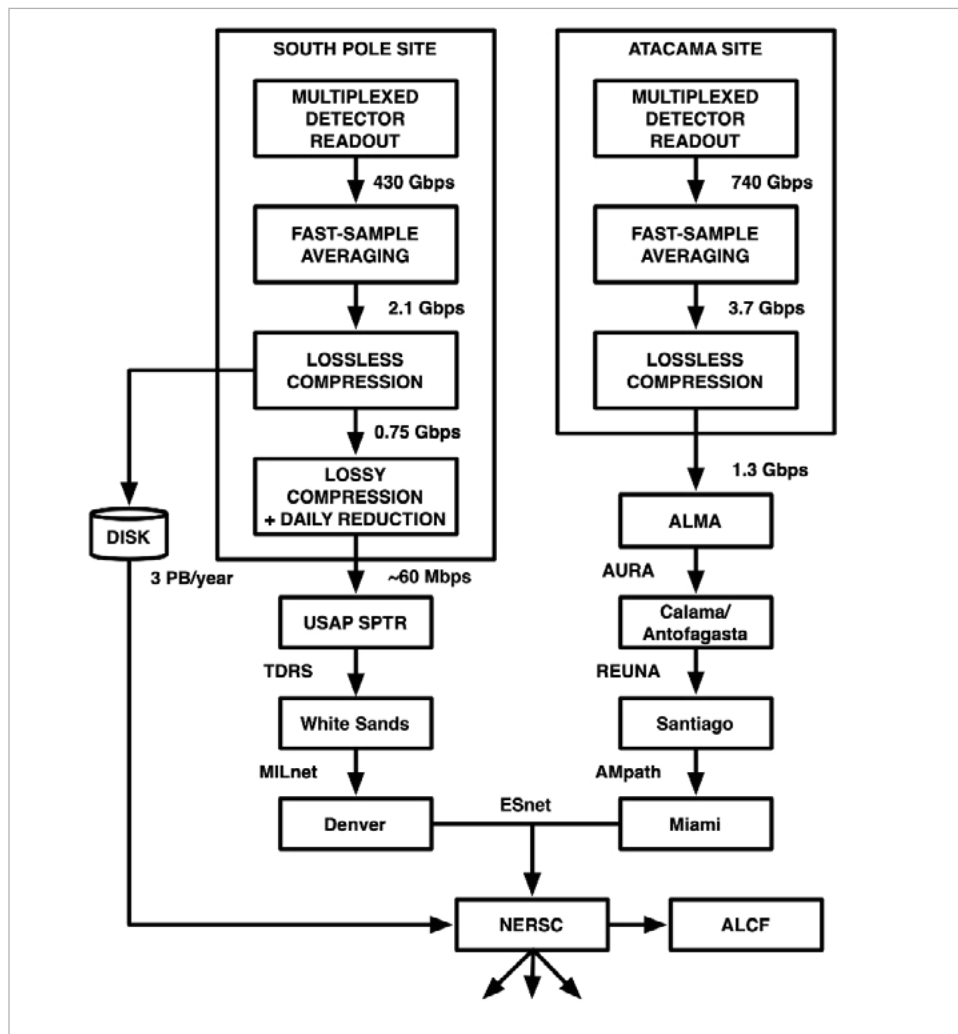 SOUTH POLE SITE
MULTIPLEXED
DETECTOR
READOUT
430 Gbps
FAST-SAMPLE
AVERAGING
2.1 Gbps
LOSSLESS
COMPRESSION
0.75 Gbps
LOSSY
COMPRESSION
+ DAILY REDUCTION
DISK
3 PB/year
~60 Mbps
USAP SPTR
TDRS
White Sands
MILnet
Denver
ATACAMA SITE
MULTIPLEXED
DETECTOR
READOUT
740 Gbps
FAST-SAMPLE
AVERAGING
3.7 Gbps
LOSSLESS
COMPRESSION
1.3 Gbps
ALMA
AURA
Calama/
Antofagasta
REUNA
Santiago
AMpath
Miami
ESnet
NERSC
ALCF